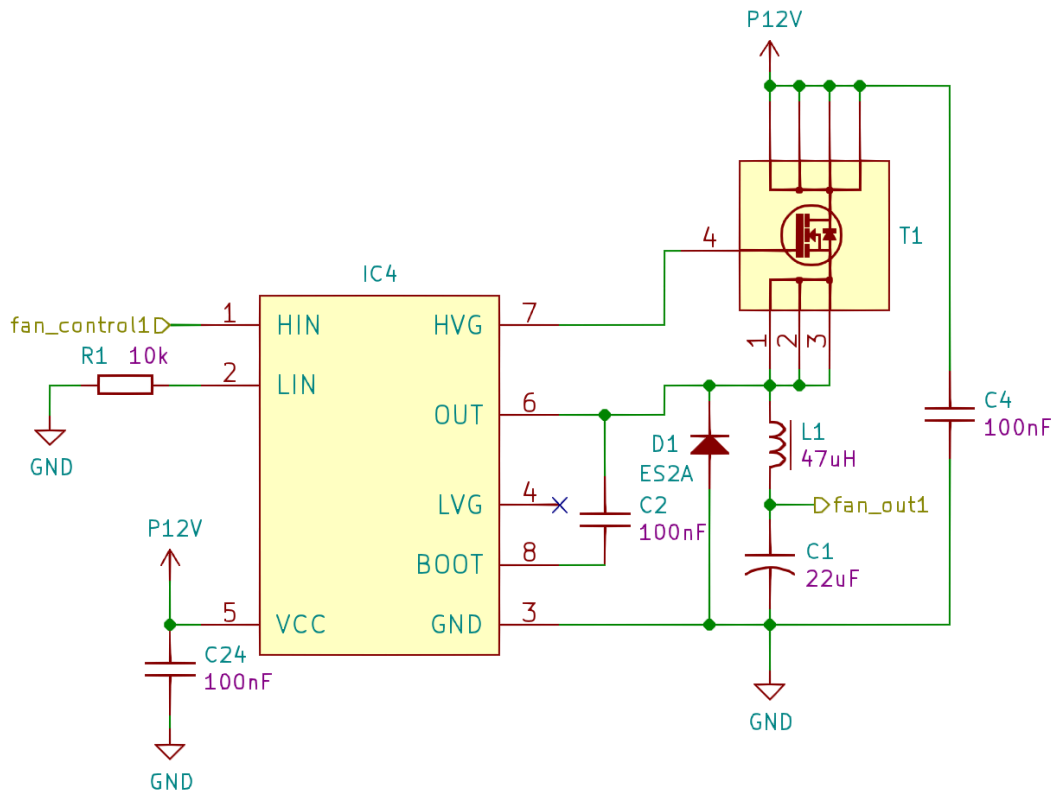 P12V
T1
4
1
2
3
IC4
fan_control1
1
HIN
HVG
7
R1 10k
2
LIN
OUT
6
GND
D1
ES2A
L1
47uH
C4
100nF
LVG
4
C2
100nF
fan_out1
P12V
BOOT
8
C1
22uF
5
VCC
GND
3
C24
100nF
GND
GND